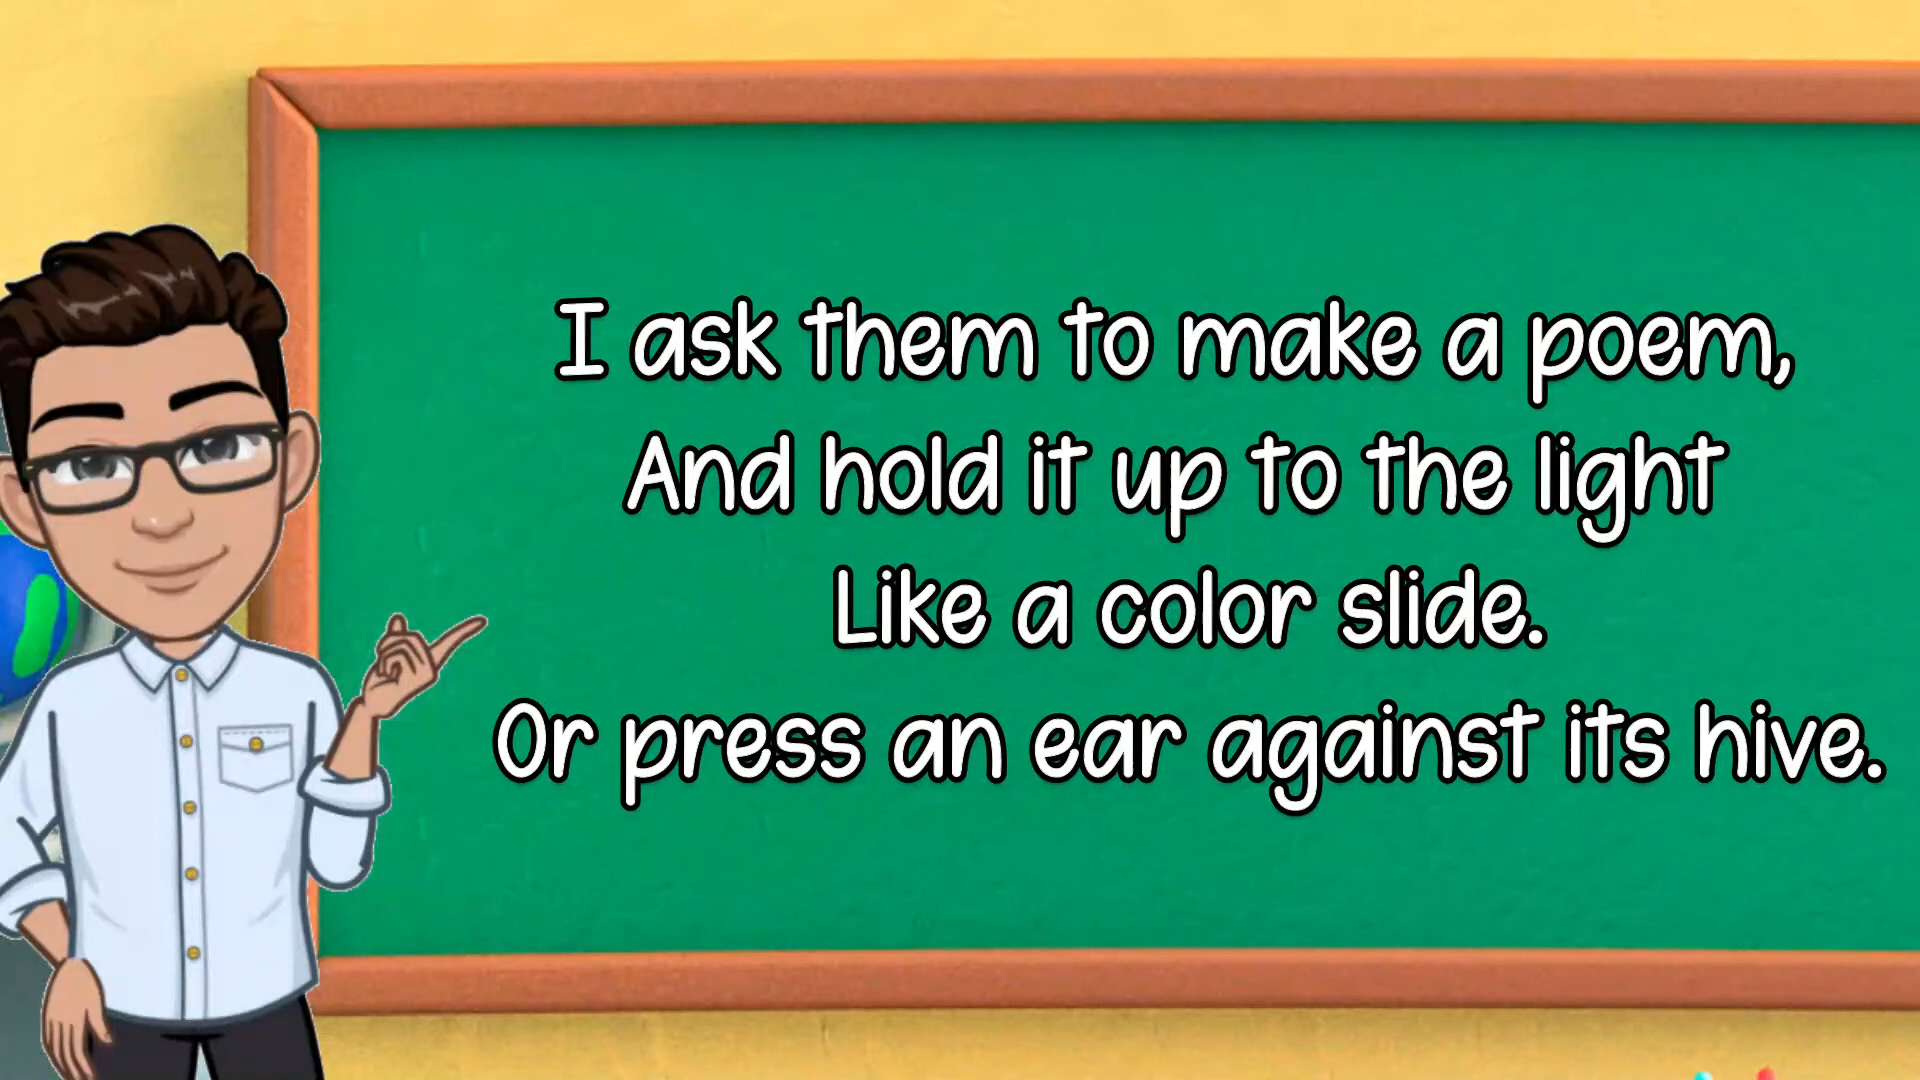 I ask them to make a poem,
And hold it up to the light
Like a color slide.
Or press an ear against its hive.